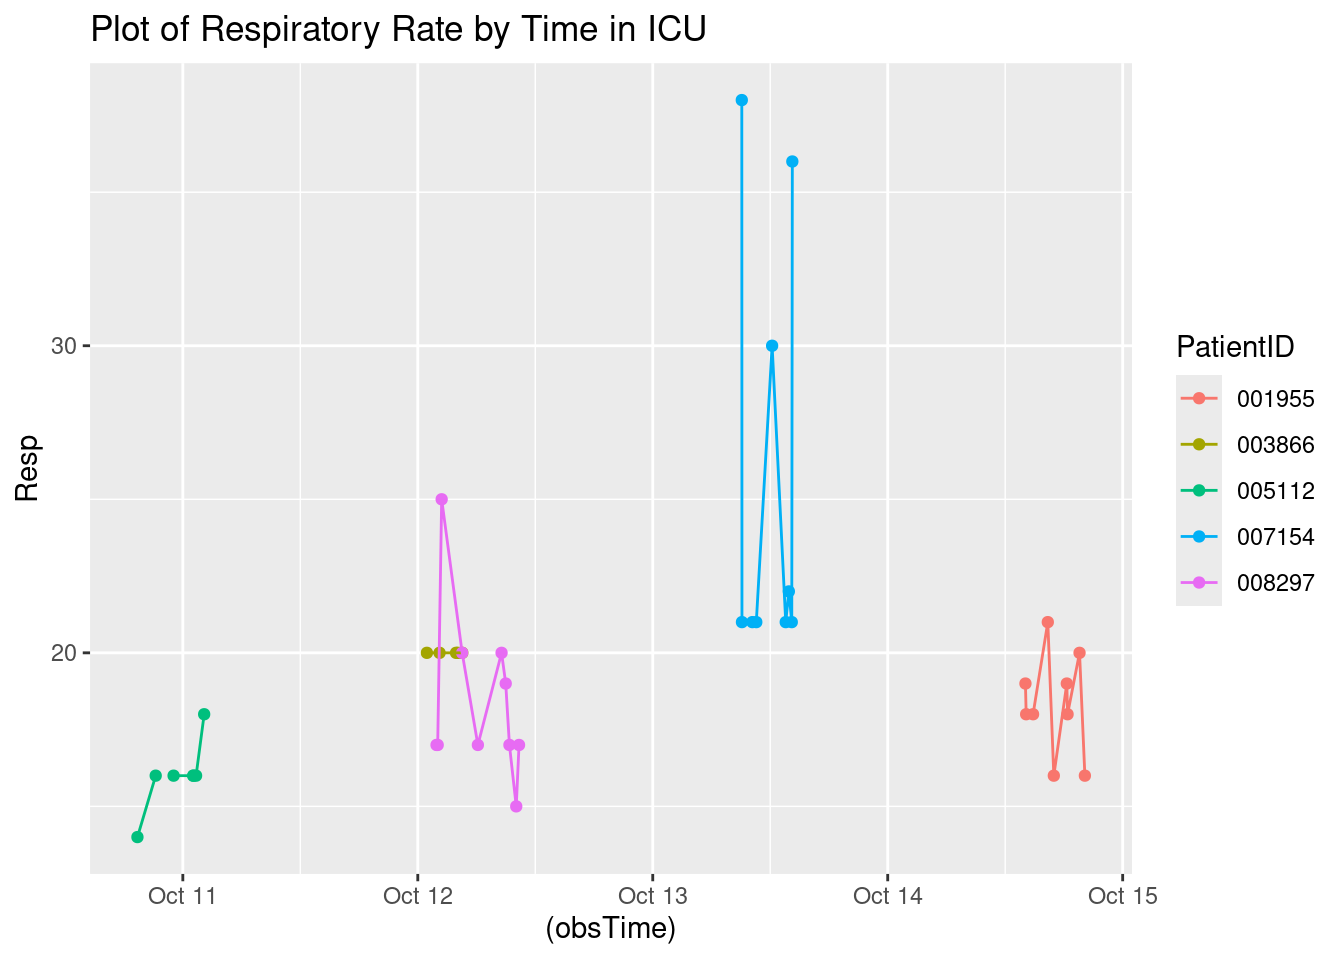 Plot of Respiratory Rate by Time in ICU
30
20
Resp
Oct 11
Oct 12
Oct 13
Oct 14
Oct 15
(obsTime)
PatientID
001955
003866
005112
007154
008297